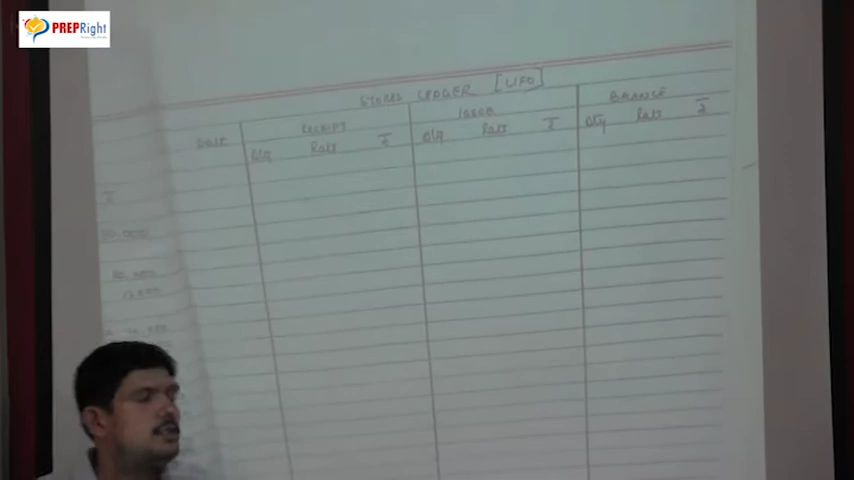 PREPRight
STORES LEDGER [LIFO]
DATE RECEIPT ISSUE BALANCE
Qty Rate ₹ Qty Rate ₹ Qty Rate ₹
₹